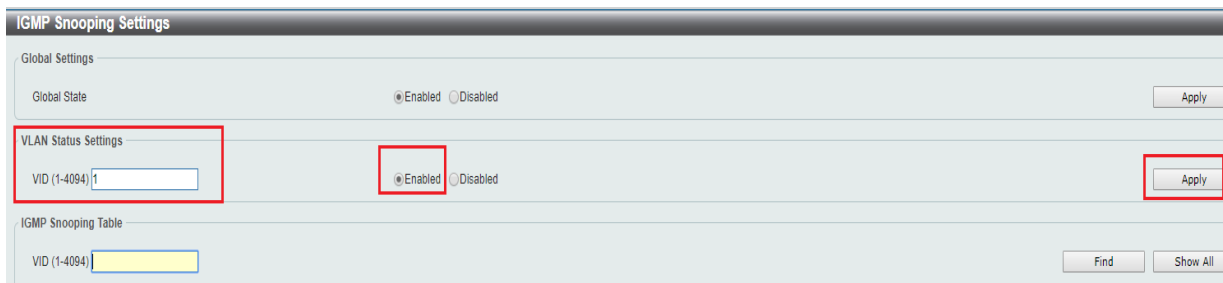 IGMP Snooping Settings
Global Settings
Global State Enabled Disabled Apply
VLAN Status Settings
VID (1-4094) 1 Enabled Disabled Apply
IGMP Snooping Table
VID (1-4094) Find Show All